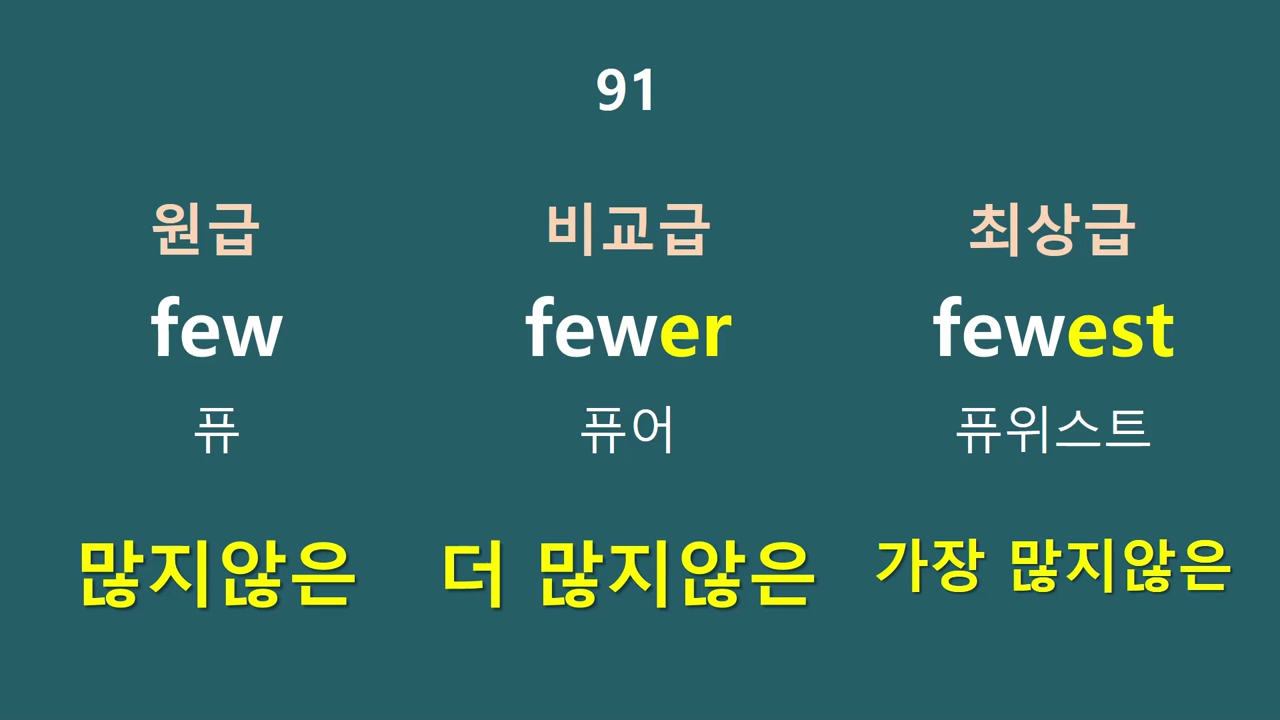 91
원급 비교급 최상급
few fewer fewest
퓨 퓨어 퓨위스트
많지않은 더 많지않은 가장 많지않은